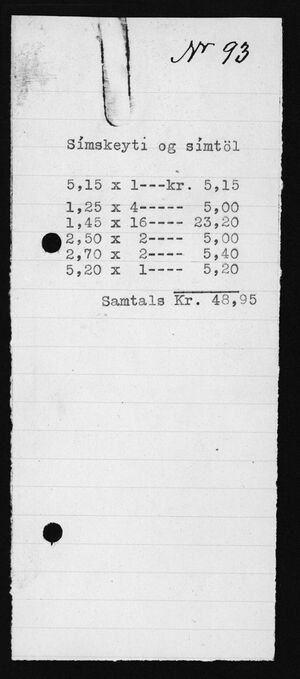 Nr 93
Símskeyti og símtöl
5,15 x 1---kr. 5,15
1,25 x 4----- 5,00
1,45 x 16---- 23,20
2,50 x 2---- 5,00
2,70 x 2---- 5,40
5,20 x 1---- 5,20
Samtals Kr. 48,95